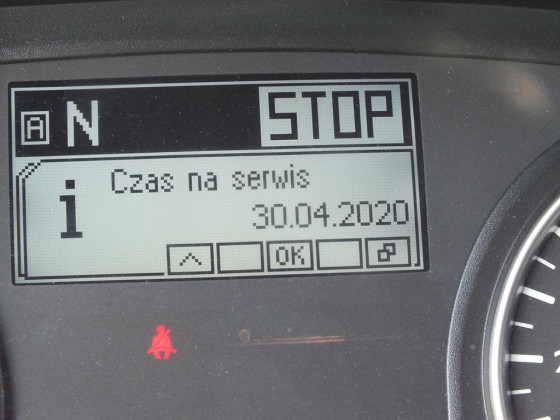 A N STOP
i Czas na serwis
30.04.2020
OK